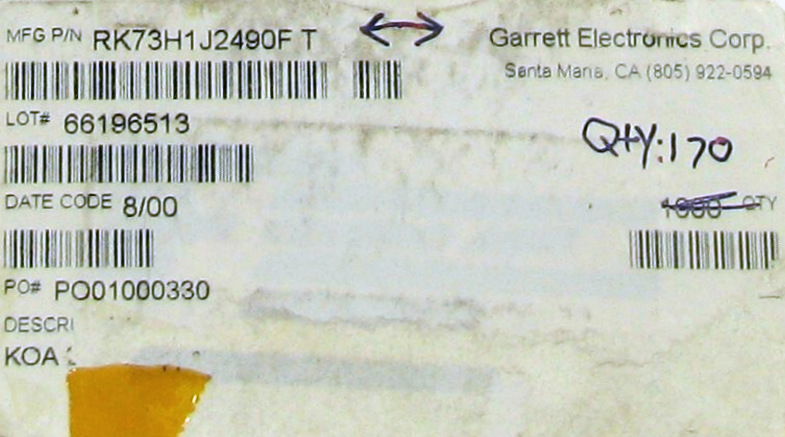 MFG P/N RK73H1J2490F T
Garrett Electronics Corp.
Santa Maria, CA (805) 922-0594
LOT# 66196513
Qty:170
DATE CODE 8/00
1000 QTY
PO# PO01000330
DESCRI
KOA